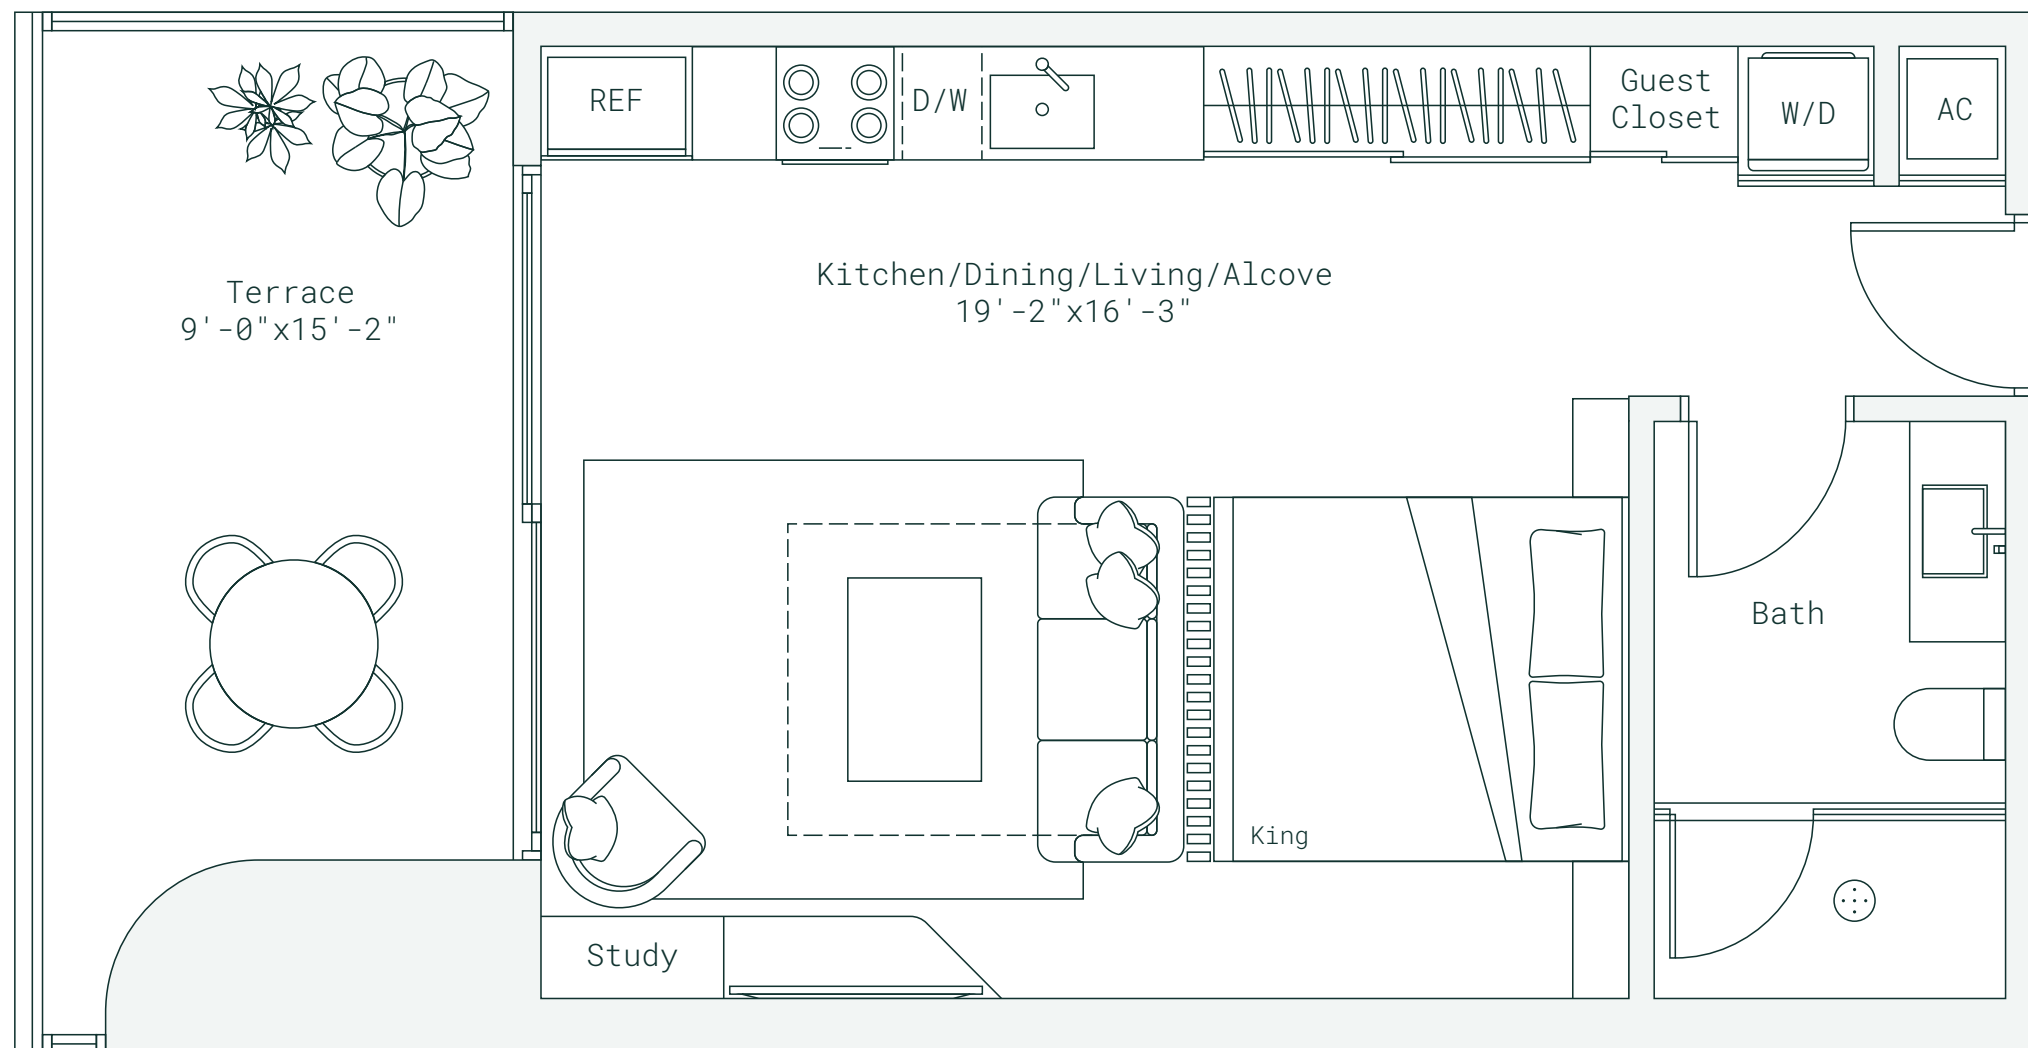 REF
D/W
Guest
Closet
W/D
AC
Kitchen/Dining/Living/Alcove
19'-2"x16'-3"
Terrace
9'-0"x15'-2"
Bath
King
Study